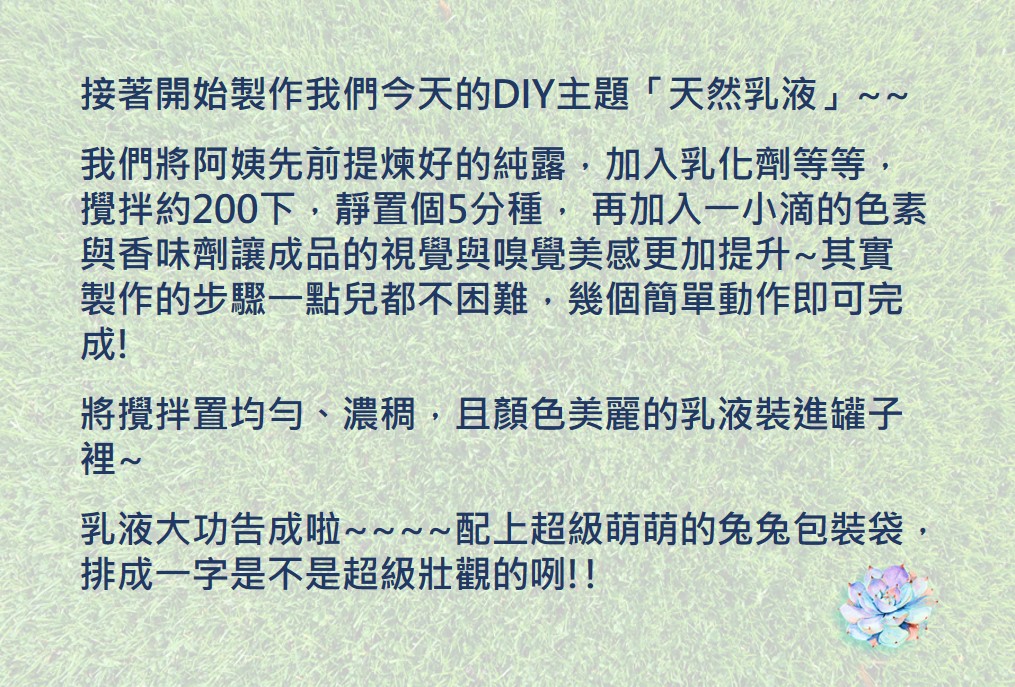 接著開始製作我們今天的DIY主題「天然乳液」~~
我們將阿姨先前提煉好的純露，加入乳化劑等等，
攪拌約200下，靜置個5分種， 再加入一小滴的色素
與香味劑讓成品的視覺與嗅覺美感更加提升~其實
製作的步驟一點兒都不困難，幾個簡單動作即可完
成!
將攪拌置均勻、濃稠，且顏色美麗的乳液裝進罐子
裡~
乳液大功告成啦~~~~配上超級萌萌的兔兔包裝袋，
排成一字是不是超級壯觀的咧!!